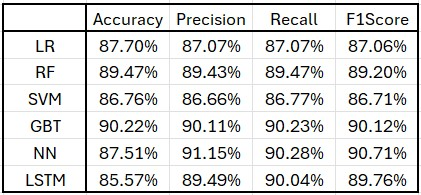 Accuracy Precision Recall F1Score
LR 87.70% 87.07% 87.07% 87.06%
RF 89.47% 89.43% 89.47% 89.20%
SVM 86.76% 86.66% 86.77% 86.71%
GBT 90.22% 90.11% 90.23% 90.12%
NN 87.51% 91.15% 90.28% 90.71%
LSTM 85.57% 89.49% 90.04% 89.76%